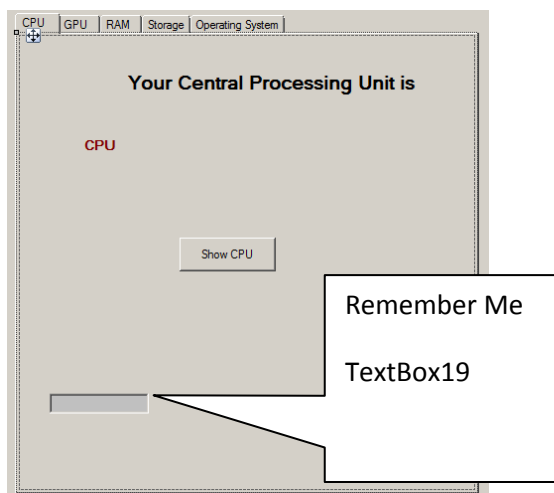 CPU GPU RAM Storage Operating System
Your Central Processing Unit is
CPU
Show CPU
Remember Me
TextBox19